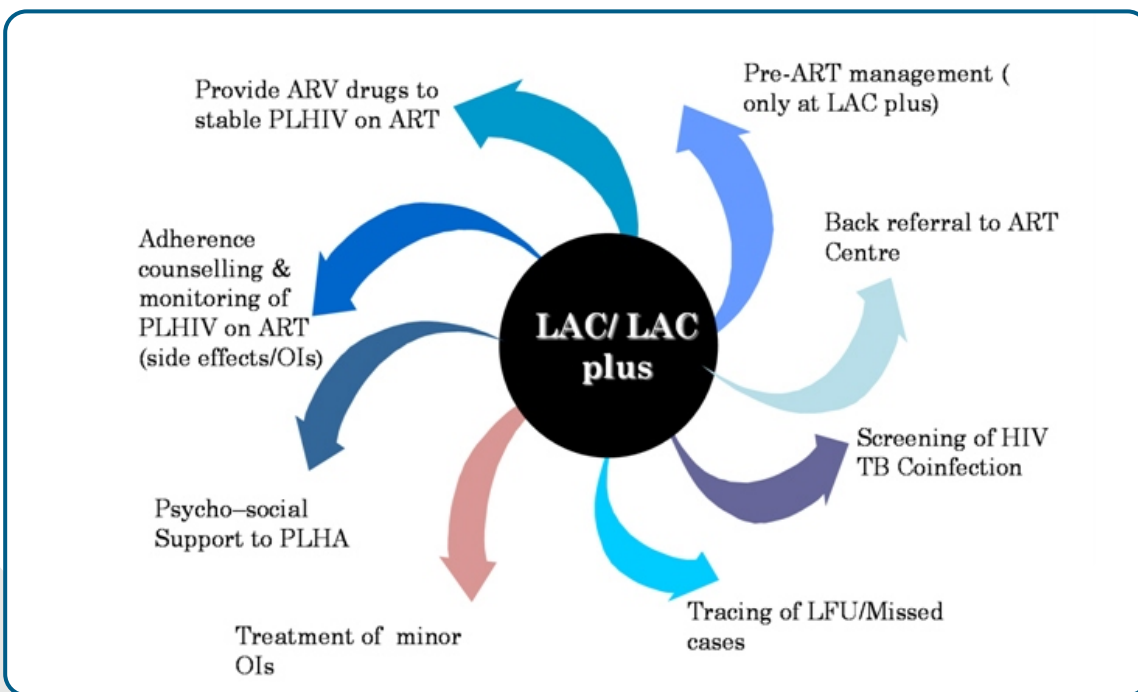 Provide ARV drugs to
stable PLHIV on ART
Pre-ART management (
only at LAC plus)
Adherence
counselling &
monitoring of
PLHIV on ART
(side effects/OIs)
Back referral to ART
Centre
LAC/ LAC
plus
Screening of HIV
TB Coinfection
Psycho–social
Support to PLHA
Tracing of LFU/Missed
cases
Treatment of minor
OIs